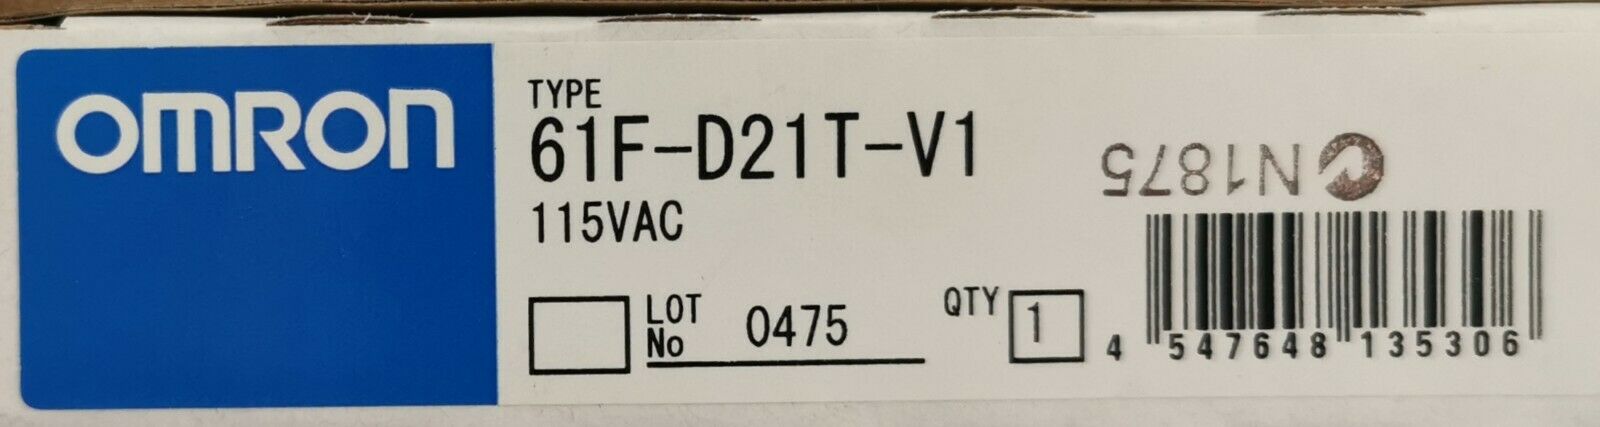 OMRON
TYPE
61F-D21T-V1
115VAC
N1875
LOT No 0475
QTY 1
4 547648 135306